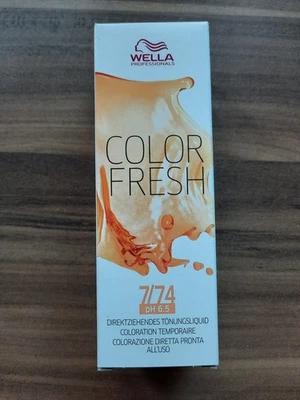 WELLA
PROFESSIONALS
COLOR
FRESH
7/74
pH 6.5
DIREKTZIEHENDES TÖNUNGSLIQUID
COLORATION TEMPORAIRE
COLORAZIONE DIRETTA PRONTA
ALL'USO